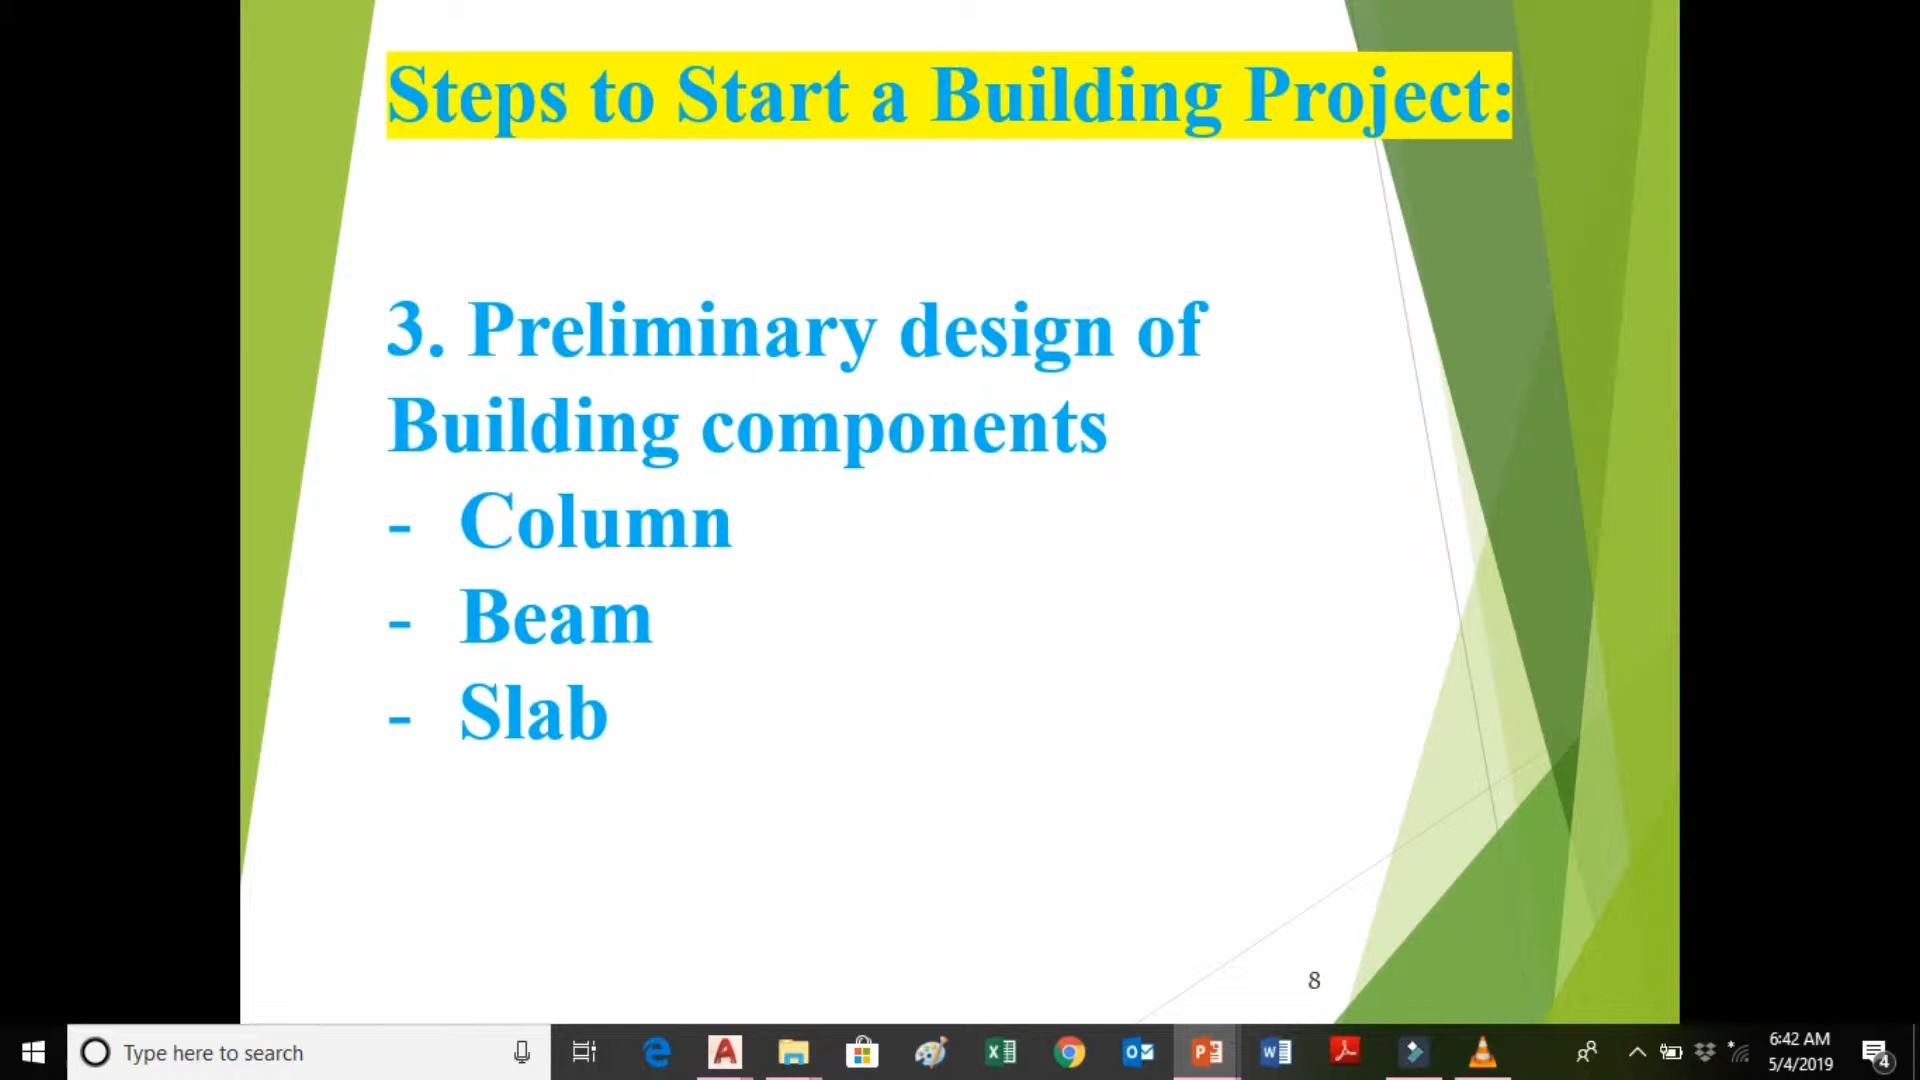 Steps to Start a Building Project:
3. Preliminary design of
Building components
- Column
- Beam
- Slab
8
Type here to search
6:42 AM
5/4/2019
4